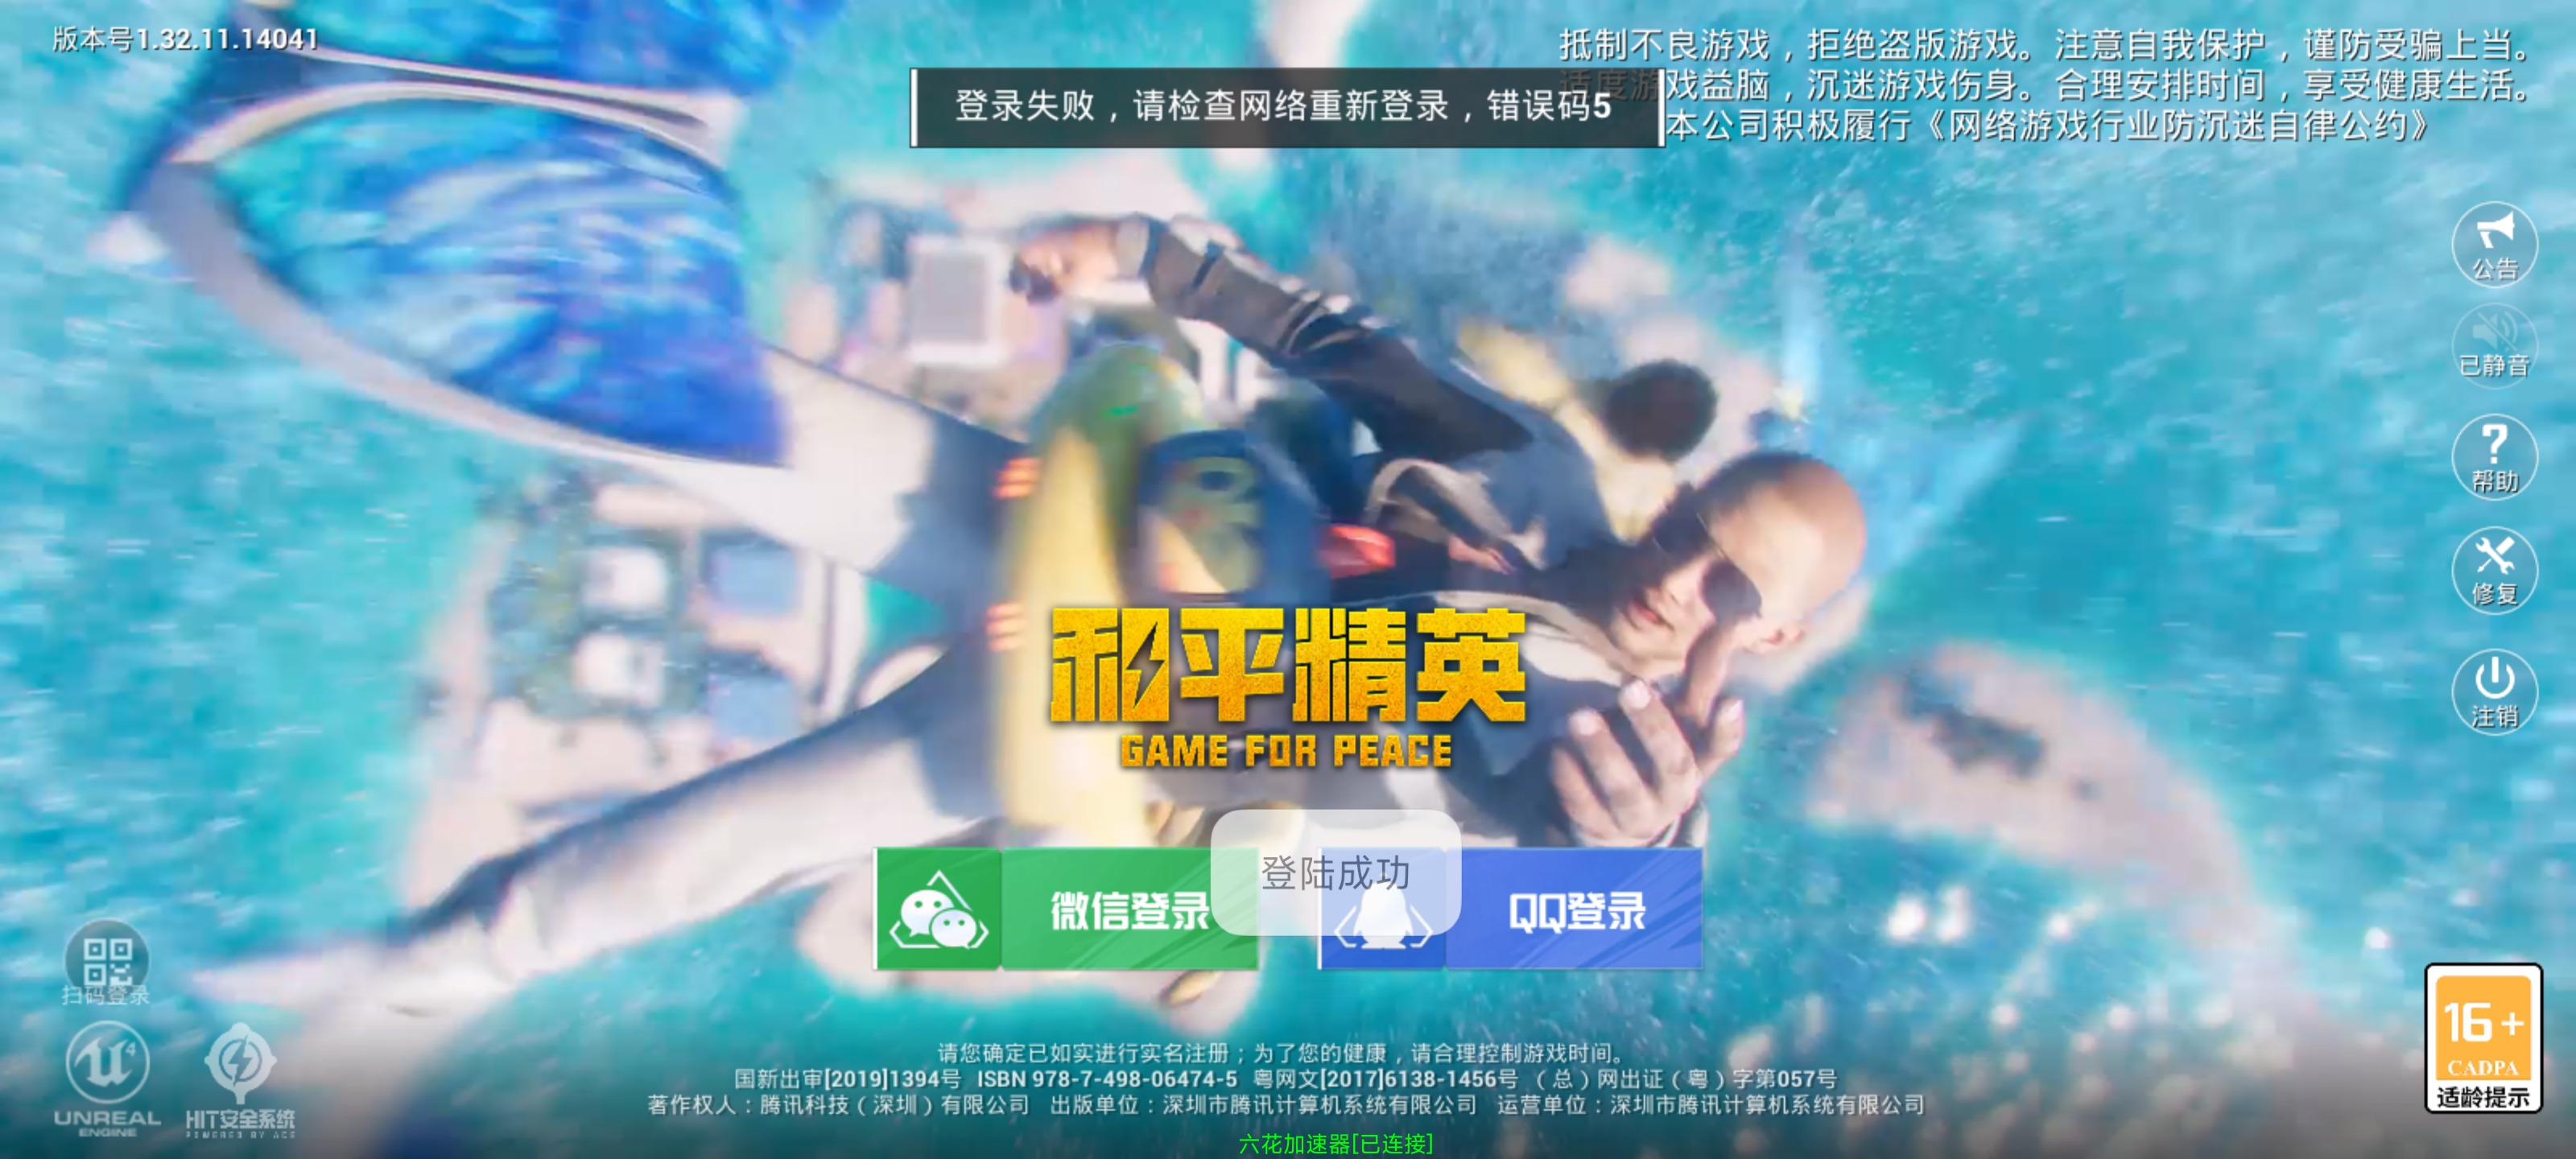 版本号1.32.11.14041
抵制不良游戏，拒绝盗版游戏。注意自我保护，谨防受骗上当。
适度游戏益脑，沉迷游戏伤身。合理安排时间，享受健康生活。
本公司积极履行《网络游戏行业防沉迷自律公约》
登录失败，请检查网络重新登录，错误码5
公告
已静音
帮助
修复
注销
和平精英
GAME FOR PEACE
登陆成功
微信登录
QQ登录
扫码登录
UNREAL
ENGINE
HIT安全系统
POWERED BY ACE
请您确定已如实进行实名注册；为了您的健康，请合理控制游戏时间。
国新出审[2019]1394号 ISBN 978-7-498-06474-5 粤网文[2017]6138-1456号 （总）网出证（粤）字第057号
著作权人：腾讯科技（深圳）有限公司 出版单位：深圳市腾讯计算机系统有限公司 运营单位：深圳市腾讯计算机系统有限公司
16+
CADPA
适龄提示
六花加速器[已连接]